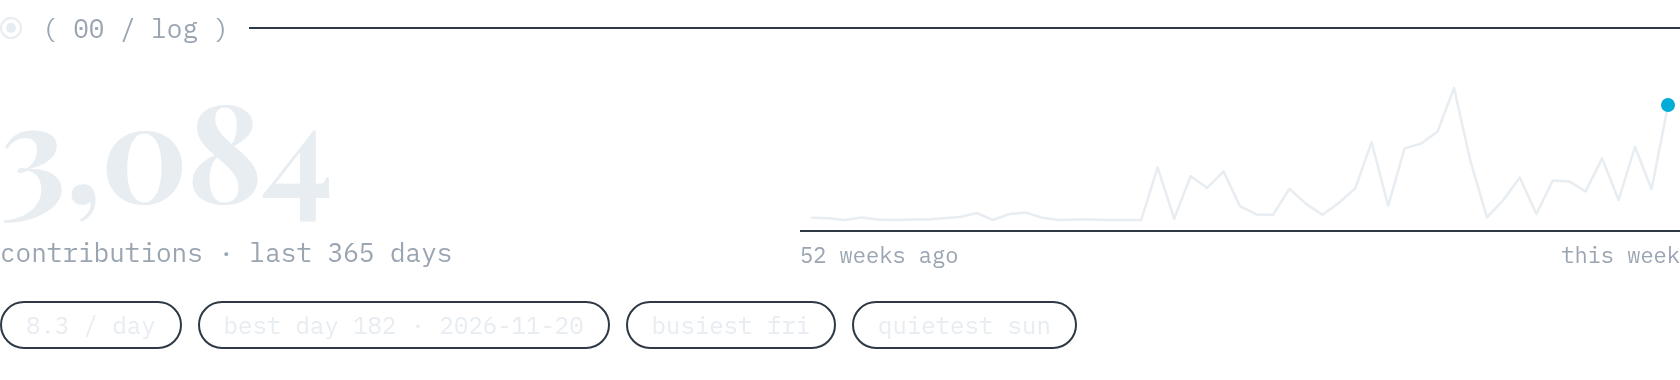 ( 00 / log )
3,084
contributions · last 365 days
52 weeks ago
this week
8.3 / day
best day 182 · 2026-11-20
busiest fri
quietest sun